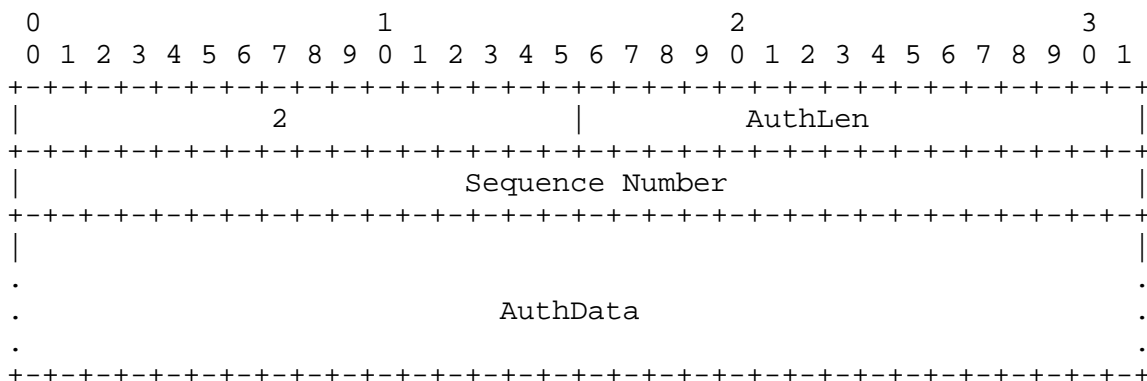 0                   1                   2                   3
 0 1 2 3 4 5 6 7 8 9 0 1 2 3 4 5 6 7 8 9 0 1 2 3 4 5 6 7 8 9 0 1
+-+-+-+-+-+-+-+-+-+-+-+-+-+-+-+-+-+-+-+-+-+-+-+-+-+-+-+-+-+-+-+-+
|              2                |         AuthLen               |
+-+-+-+-+-+-+-+-+-+-+-+-+-+-+-+-+-+-+-+-+-+-+-+-+-+-+-+-+-+-+-+-+
|                         Sequence Number                       |
+-+-+-+-+-+-+-+-+-+-+-+-+-+-+-+-+-+-+-+-+-+-+-+-+-+-+-+-+-+-+-+-+
|                                                               |
.                                                               .
.                           AuthData                            .
.                                                               .
+-+-+-+-+-+-+-+-+-+-+-+-+-+-+-+-+-+-+-+-+-+-+-+-+-+-+-+-+-+-+-+-+